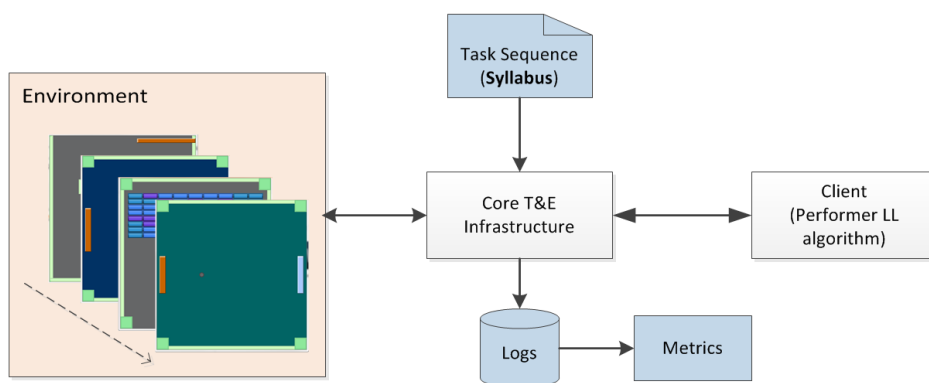 Task Sequence
(Syllabus)
Environment
Core T&E
Infrastructure
Client
(Performer LL
algorithm)
Logs
Metrics